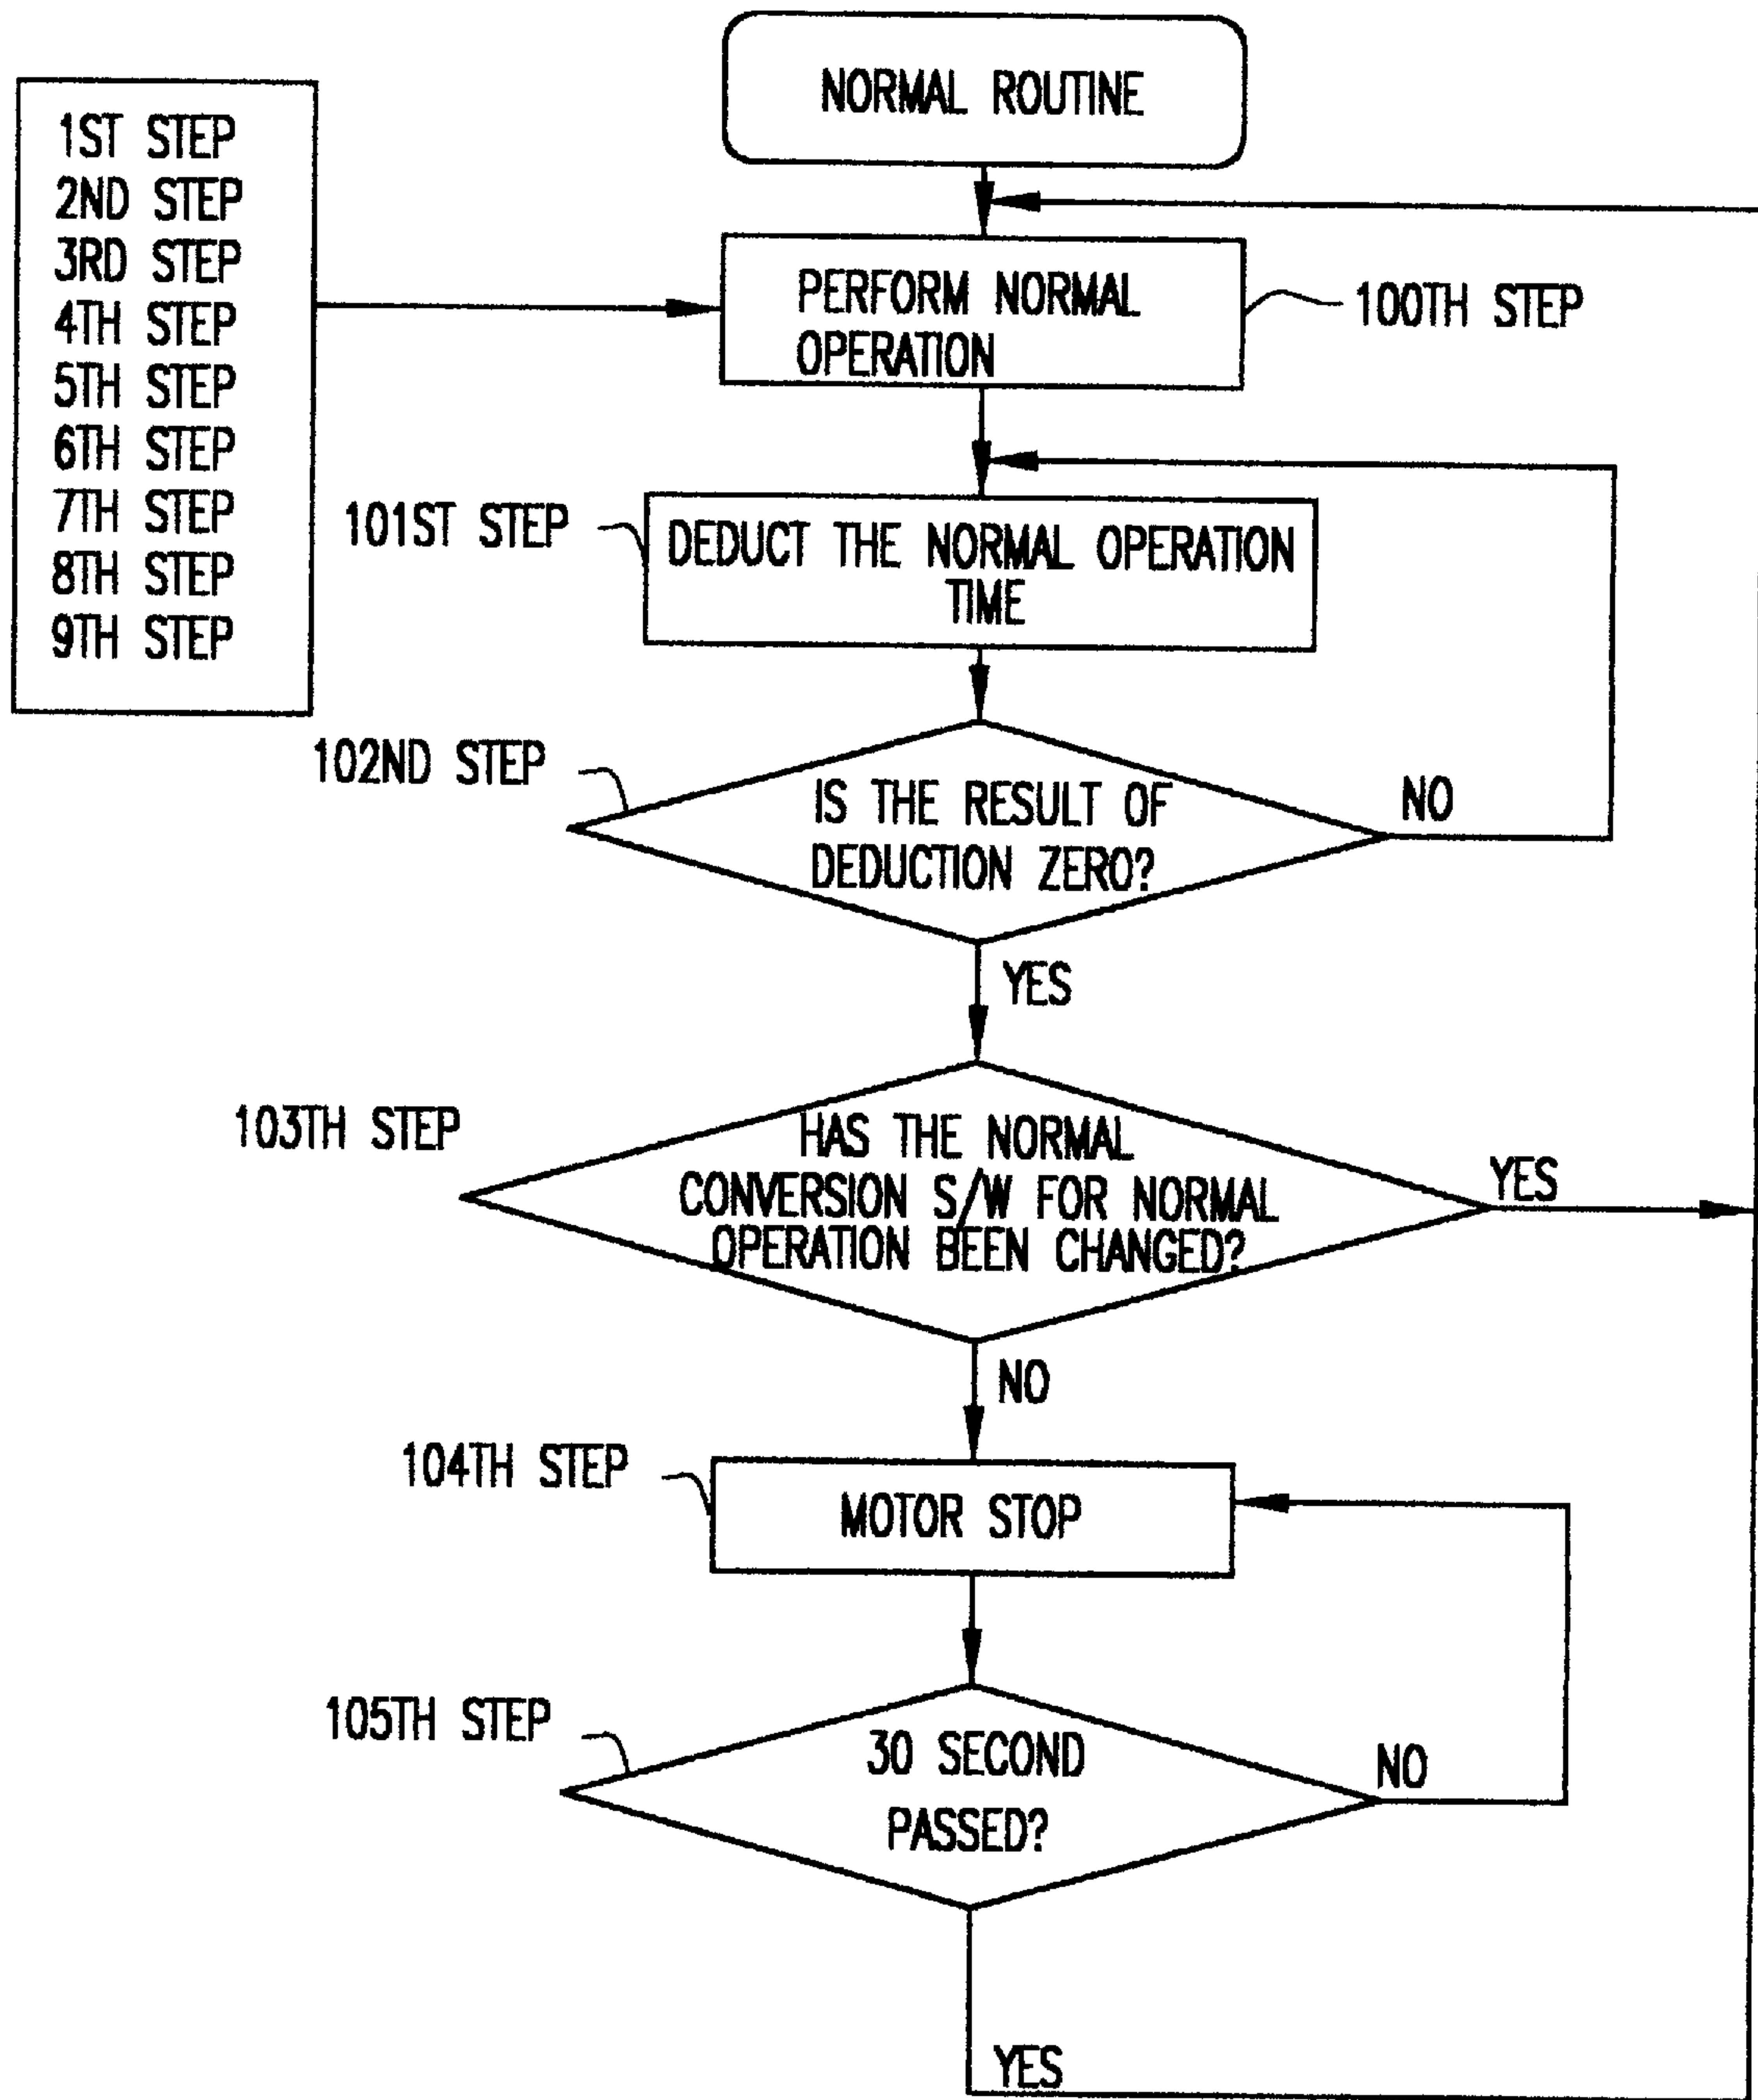 NORMAL ROUTINE
1ST STEP
2ND STEP
3RD STEP
4TH STEP
5TH STEP
6TH STEP
7TH STEP
8TH STEP
9TH STEP
PERFORM NORMAL
OPERATION
100TH STEP
101ST STEP
DEDUCT THE NORMAL OPERATION
TIME
102ND STEP
IS THE RESULT OF
DEDUCTION ZERO?
NO
YES
103TH STEP
HAS THE NORMAL
CONVERSION S/W FOR NORMAL
OPERATION BEEN CHANGED?
YES
NO
104TH STEP
MOTOR STOP
105TH STEP
30 SECOND
PASSED?
NO
YES